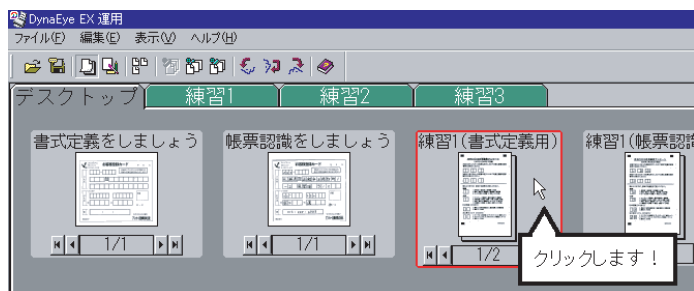 DynaEye EX 運用
ファイル(F) 編集(E) 表示(V) ヘルプ(H)
デスクトップ 練習1 練習2 練習3
書式定義をしましょう 帳票認識をしましょう 練習1(書式定義用) 練習1(帳票認識
1/1 1/1 1/2
クリックします！